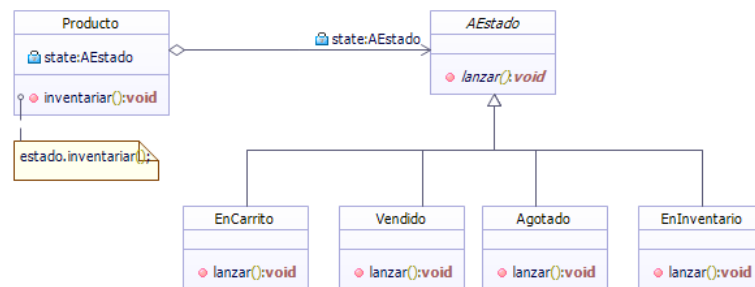 Producto
state:AEstado
inventariar():void
estado.inventariar();
state:AEstado
AEstado
lanzar():void
EnCarrito
lanzar():void
Vendido
lanzar():void
Agotado
lanzar():void
EnInventario
lanzar():void